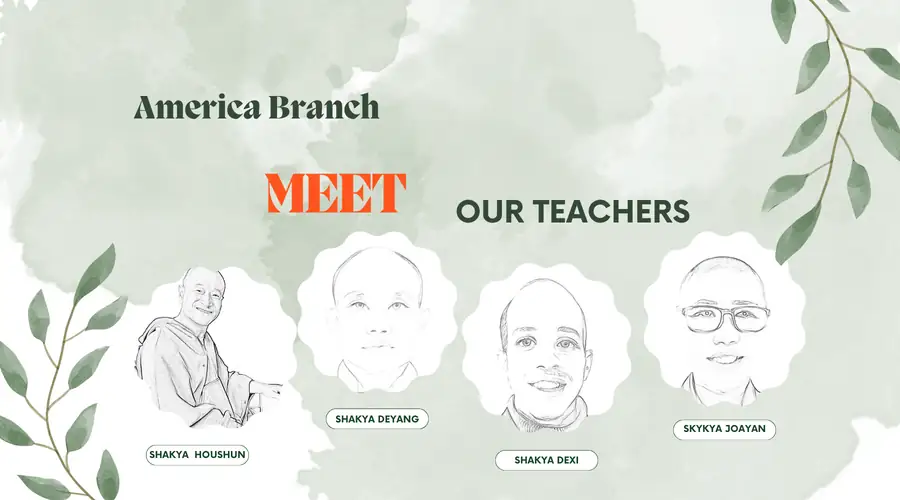 America Branch
MEET
OUR TEACHERS
SHAKYA HOUSHUN
SHAKYA DEYANG
SHAKYA DEXI
SKYKYA JOAYAN